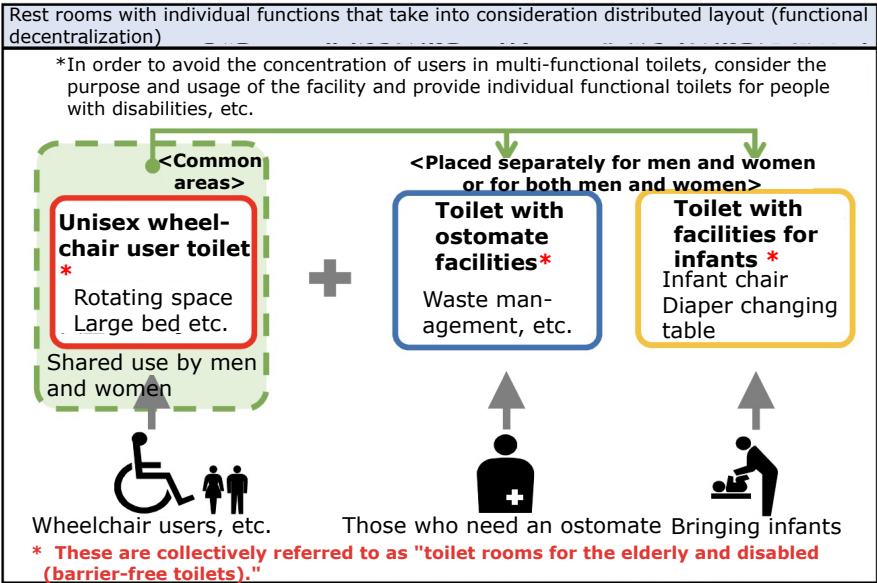 Rest rooms with individual functions that take into consideration distributed layout (functional
decentralization)
*In order to avoid the concentration of users in multi-functional toilets, consider the
purpose and usage of the facility and provide individual functional toilets for people
with disabilities, etc.
<Common
areas>
<Placed separately for men and women
or for both men and women>
Unisex wheel-
chair user toilet
*
Rotating space
Large bed etc.
Shared use by men
and women
Toilet with
ostomate
facilities*
Waste man-
agement, etc.
Toilet with
facilities for
infants *
Infant chair
Diaper changing
table
Wheelchair users, etc.
Those who need an ostomate
Bringing infants
* These are collectively referred to as "toilet rooms for the elderly and disabled
(barrier-free toilets)."